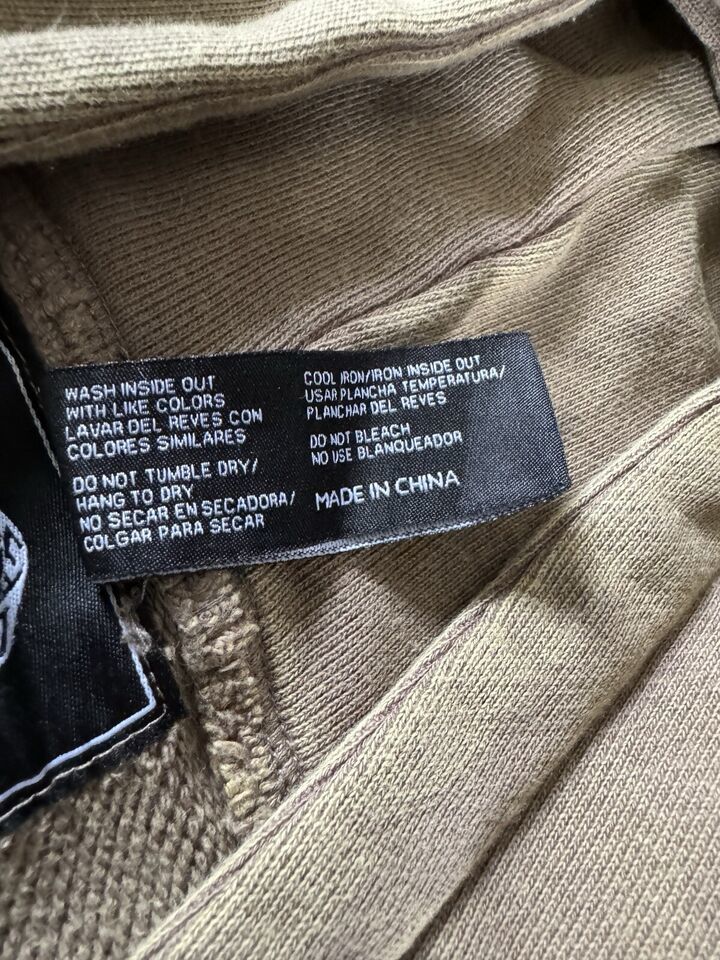 WASH INSIDE OUT
WITH LIKE COLORS
LAVAR DEL REVES CON
COLORES SIMILARES
DO NOT TUMBLE DRY/
HANG TO DRY
NO SECAR EN SECADORA/
COLGAR PARA SECAR
COOL IRON/IRON INSIDE OUT
USAR PLANCHA TEMPERATURA/
PLANCHAR DEL REVES
DO NOT BLEACH
NO USE BLANQUEADOR
MADE IN CHINA